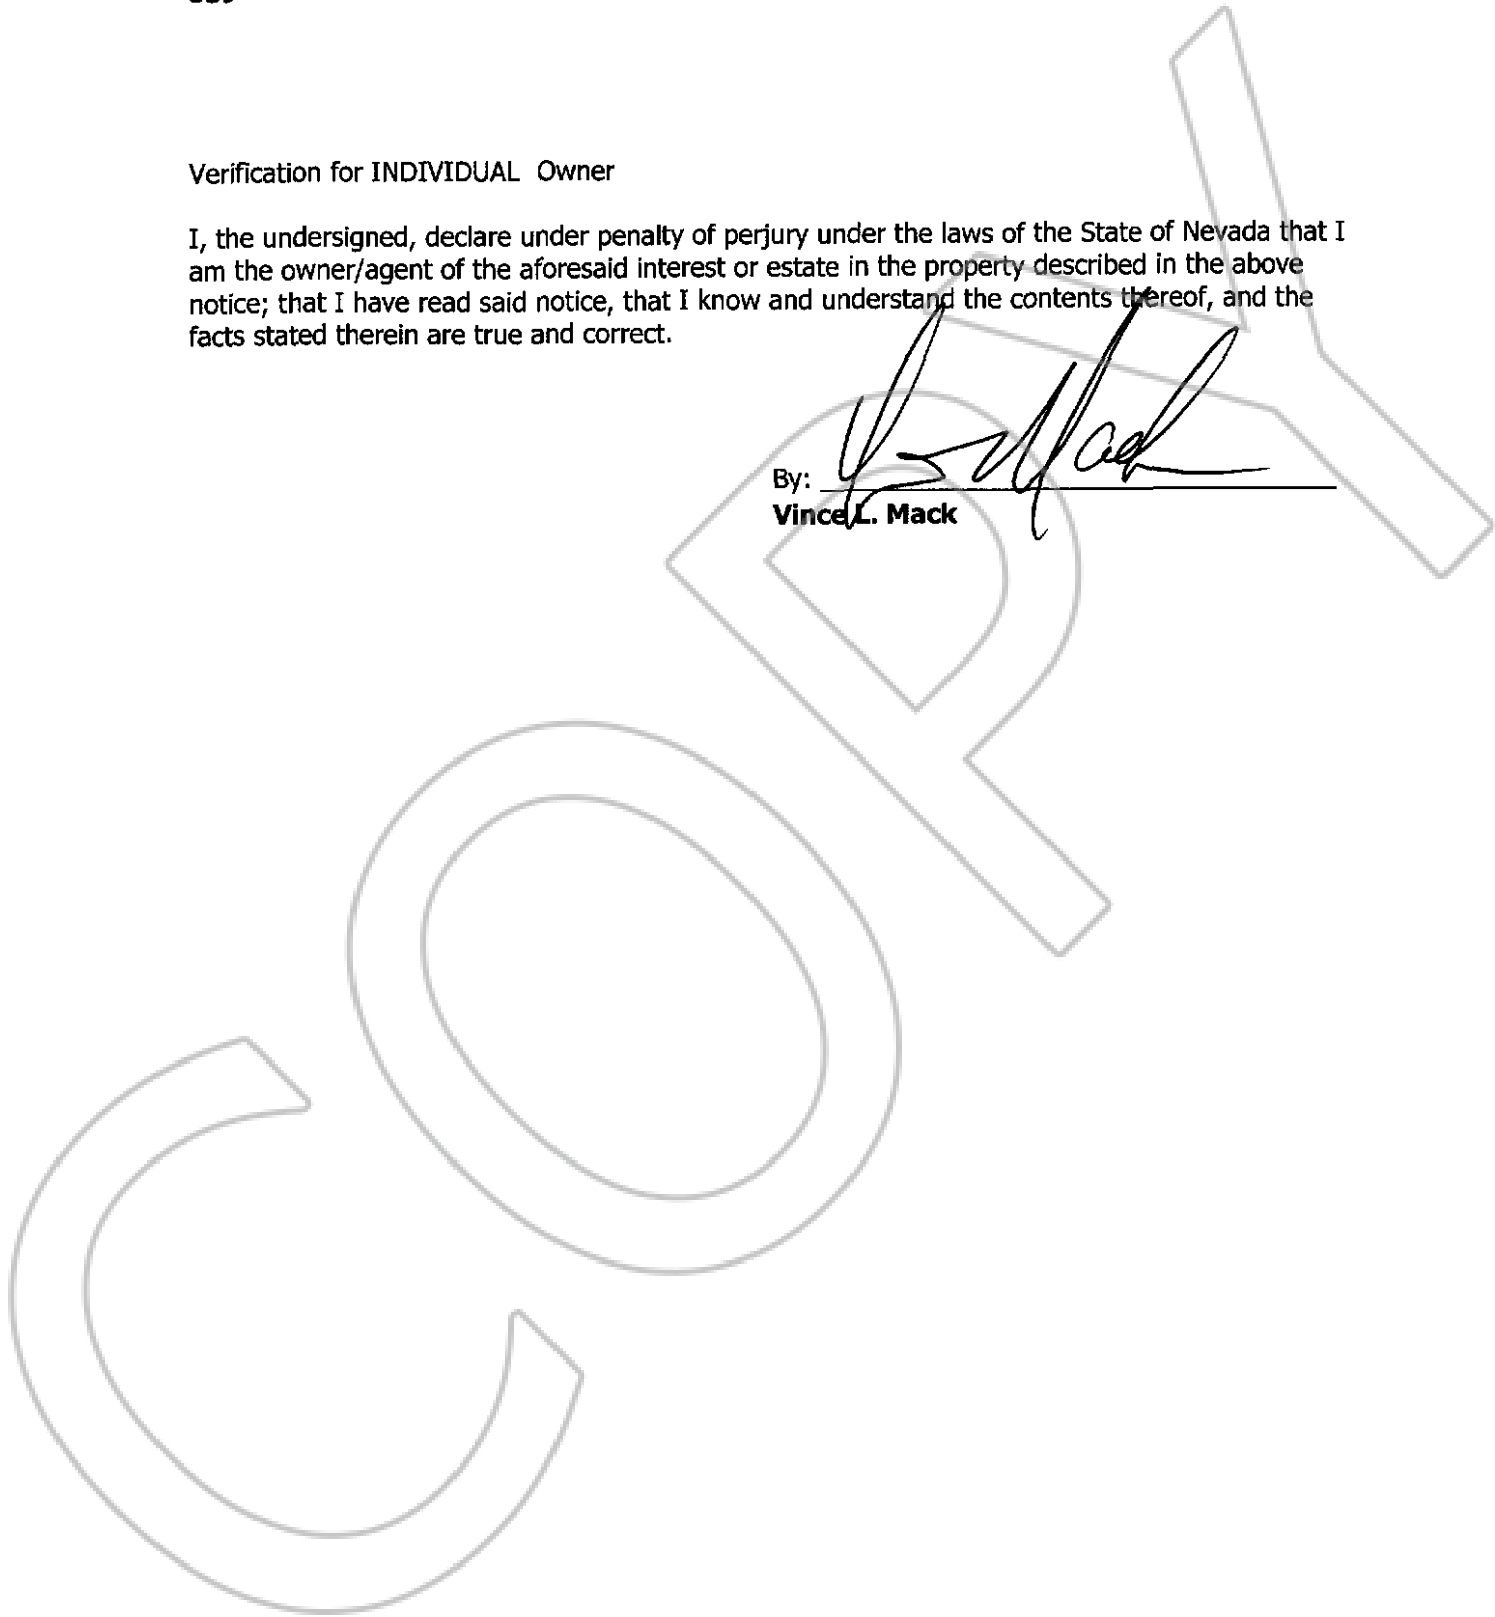 Verification for INDIVIDUAL Owner
I, the undersigned, declare under penalty of perjury under the laws of the State of Nevada that I
am the owner/agent of the aforesaid interest or estate in the property described in the above
notice; that I have read said notice, that I know and understand the contents thereof, and the
facts stated therein are true and correct.
By:
Vince L. Mack
COPY